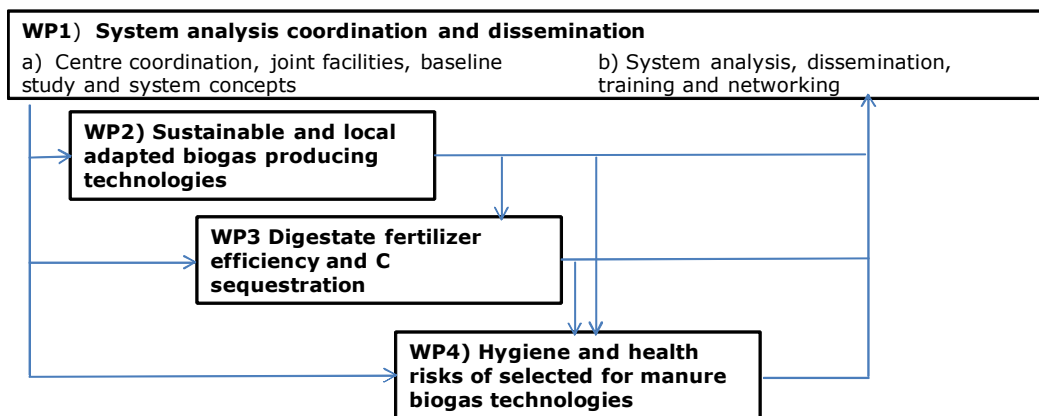 WP1) System analysis coordination and dissemination
a) Centre coordination, joint facilities, baseline
study and system concepts
b) System analysis, dissemination,
training and networking
WP2) Sustainable and local
adapted biogas producing
technologies
WP3 Digestate fertilizer
efficiency and C
sequestration
WP4) Hygiene and health
risks of selected for manure
biogas technologies